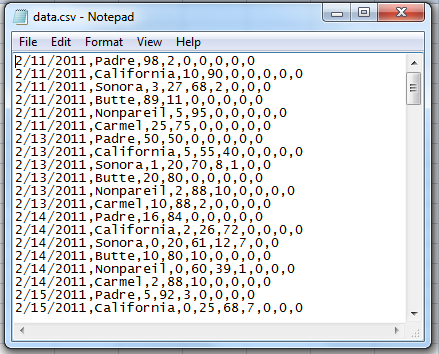 data.csv - Notepad
File Edit Format View Help
2/11/2011,Padre,98,2,0,0,0,0,0
2/11/2011,California,10,90,0,0,0,0,0
2/11/2011,Sonora,3,27,68,2,0,0,0
2/11/2011,Butte,89,11,0,0,0,0,0
2/11/2011,Nonpareil,5,95,0,0,0,0,0
2/11/2011,Carmel,25,75,0,0,0,0,0
2/13/2011,Padre,50,50,0,0,0,0,0
2/13/2011,California,5,55,40,0,0,0,0
2/13/2011,Sonora,1,20,70,8,1,0,0
2/13/2011,Butte,20,80,0,0,0,0,0
2/13/2011,Nonpareil,2,88,10,0,0,0,0
2/13/2011,Carmel,10,88,2,0,0,0,0
2/14/2011,Padre,16,84,0,0,0,0,0
2/14/2011,California,2,26,72,0,0,0,0
2/14/2011,Sonora,0,20,61,12,7,0,0
2/14/2011,Butte,10,80,10,0,0,0,0
2/14/2011,Nonpareil,0,60,39,1,0,0,0
2/14/2011,Carmel,2,88,10,0,0,0,0
2/15/2011,Padre,5,92,3,0,0,0,0
2/15/2011,California,0,25,68,7,0,0,0